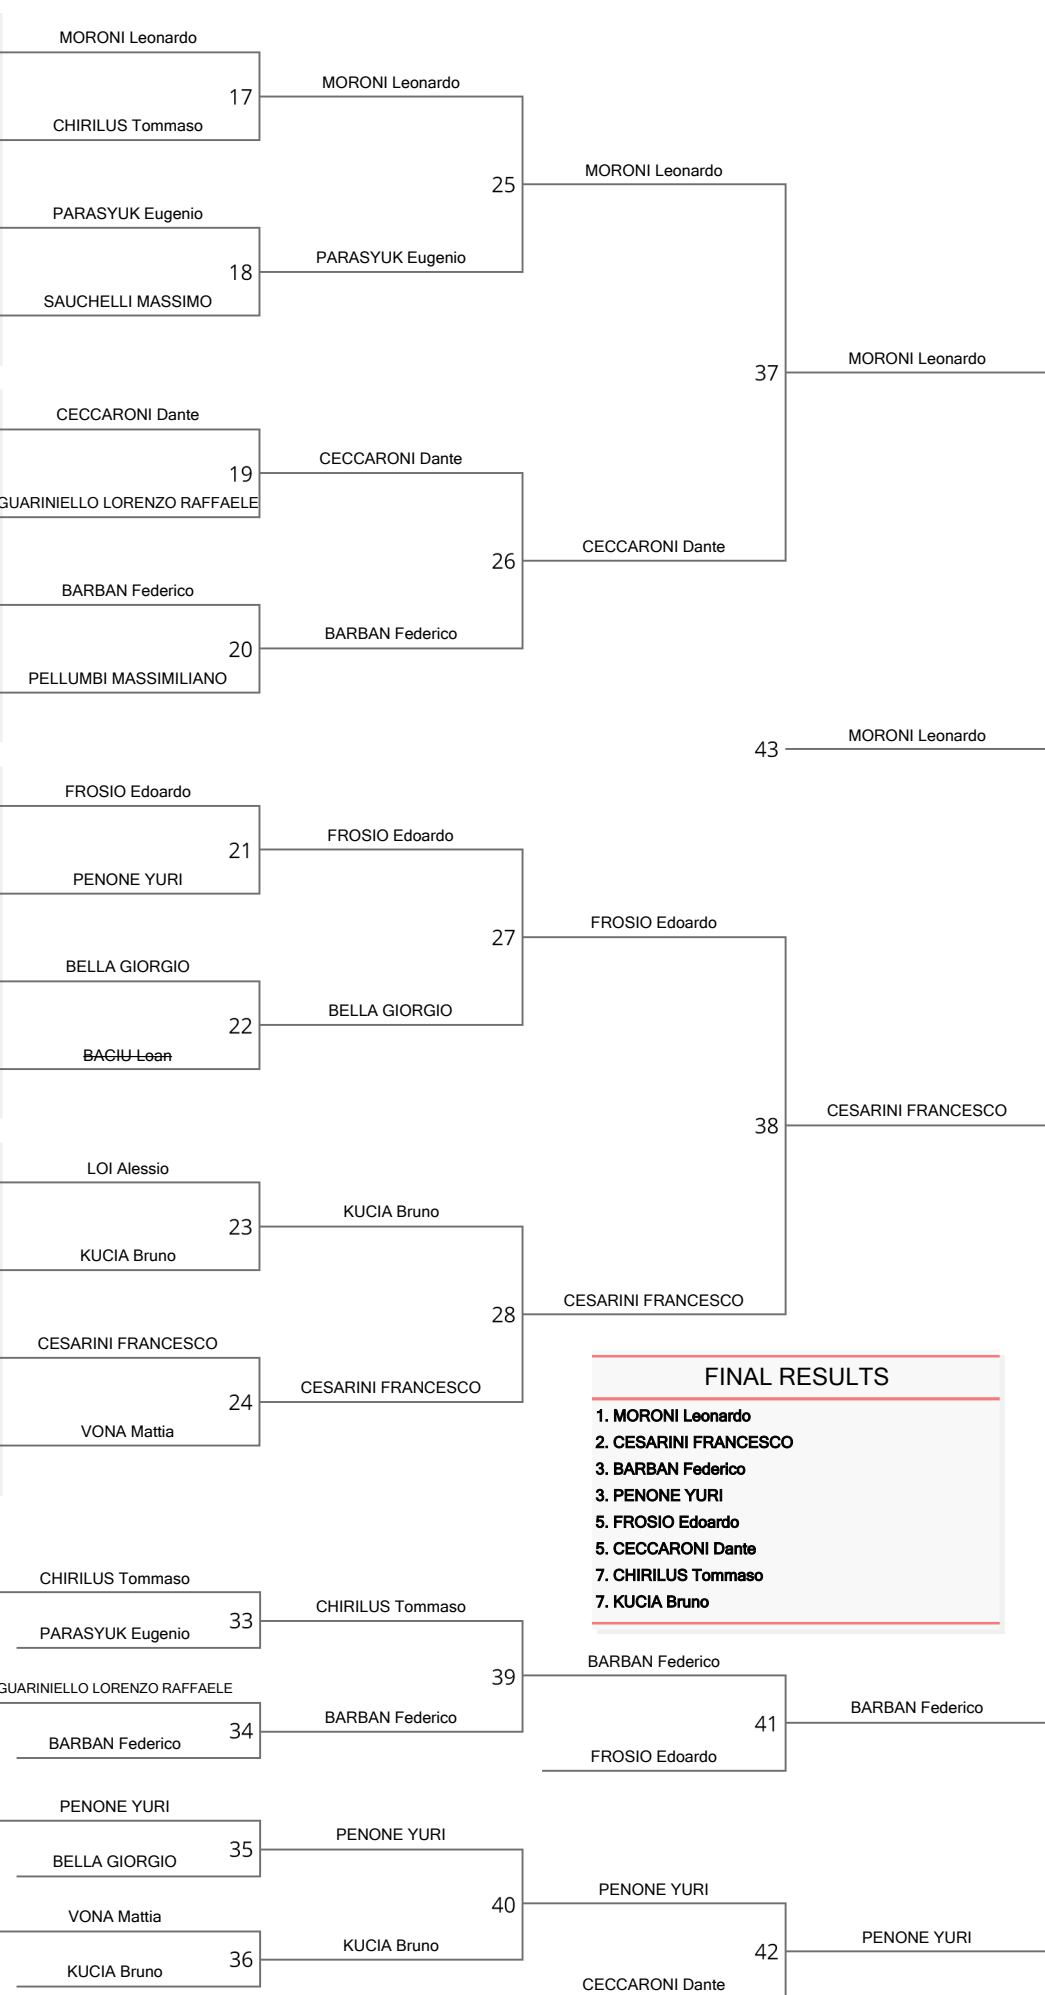 MORONI Leonardo
17
MORONI Leonardo
CHIRILUS Tommaso
25
MORONI Leonardo
PARASYUK Eugenio
18
PARASYUK Eugenio
SAUCHELLI MASSIMO
37
MORONI Leonardo
CECCARONI Dante
19
CECCARONI Dante
GUARINIELLO LORENZO RAFFAELE
26
CECCARONI Dante
BARBAN Federico
20
BARBAN Federico
PELLUMBI MASSIMILIANO
43
MORONI Leonardo
FROSIO Edoardo
21
FROSIO Edoardo
PENONE YURI
27
FROSIO Edoardo
BELLA GIORGIO
22
BELLA GIORGIO
BACIU Loan
38
CESARINI FRANCESCO
LOI Alessio
23
KUCIA Bruno
KUCIA Bruno
28
CESARINI FRANCESCO
CESARINI FRANCESCO
24
CESARINI FRANCESCO
VONA Mattia
FINAL RESULTS
1. MORONI Leonardo
2. CESARINI FRANCESCO
3. BARBAN Federico
3. PENONE YURI
5. FROSIO Edoardo
5. CECCARONI Dante
7. CHIRILUS Tommaso
7. KUCIA Bruno
CHIRILUS Tommaso
33
CHIRILUS Tommaso
PARASYUK Eugenio
39
BARBAN Federico
GUARINIELLO LORENZO RAFFAELE
34
BARBAN Federico
BARBAN Federico
41
BARBAN Federico
FROSIO Edoardo
PENONE YURI
35
PENONE YURI
BELLA GIORGIO
40
PENONE YURI
VONA Mattia
36
KUCIA Bruno
KUCIA Bruno
42
PENONE YURI
CECCARONI Dante